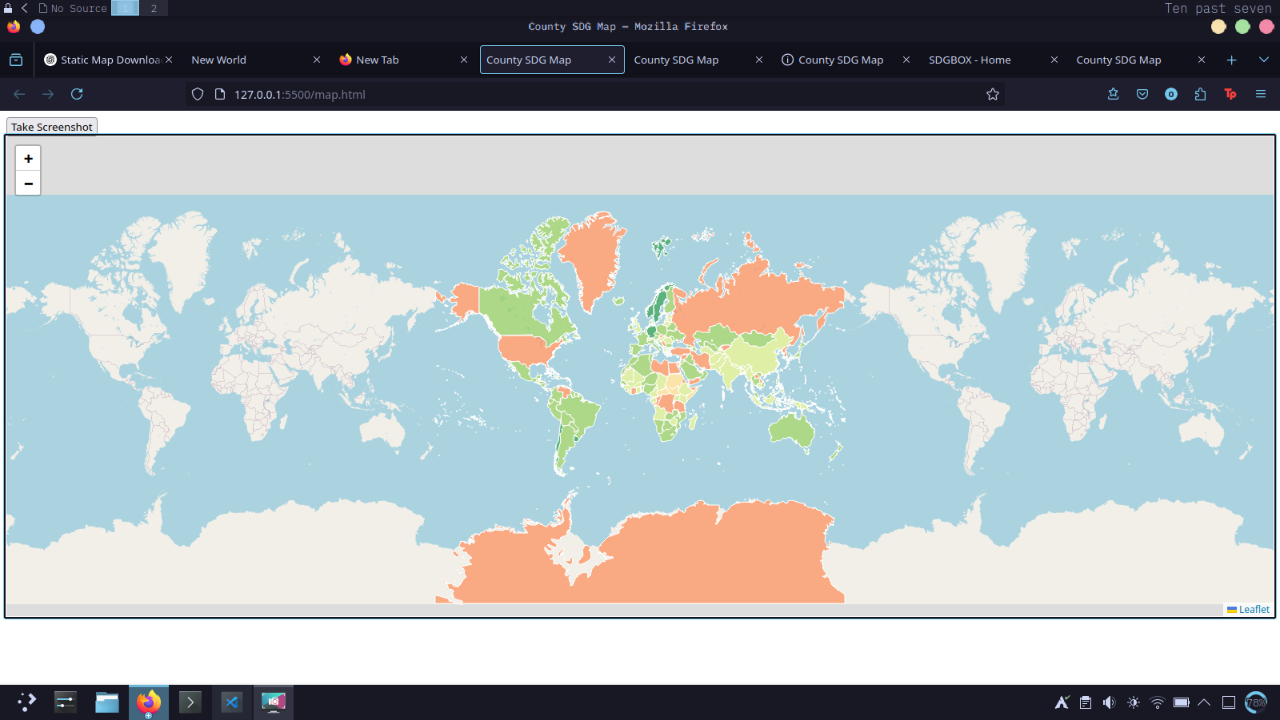 No Source 1 2 Ten past seven
County SDG Map — Mozilla Firefox
Static Map Downloa New World New Tab County SDG Map County SDG Map County SDG Map SDGBOX - Home County SDG Map
127.0.0.1:5500/map.html
Take Screenshot
+
−
Leaflet
78%